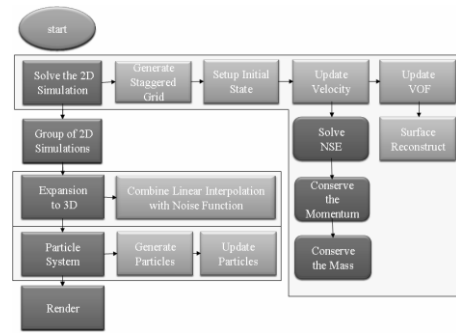 start
Solve the 2D
Simulation
Generate
Staggered
Grid
Setup Initial
State
Update
Velocity
Update
VOF
Group of 2D
Simulations
Solve
NSE
Surface
Reconstruct
Expansion
to 3D
Combine Linear Interpolation
with Noise Function
Conserve
the
Momentum
Particle
System
Generate
Particles
Update
Particles
Conserve
the Mass
Render